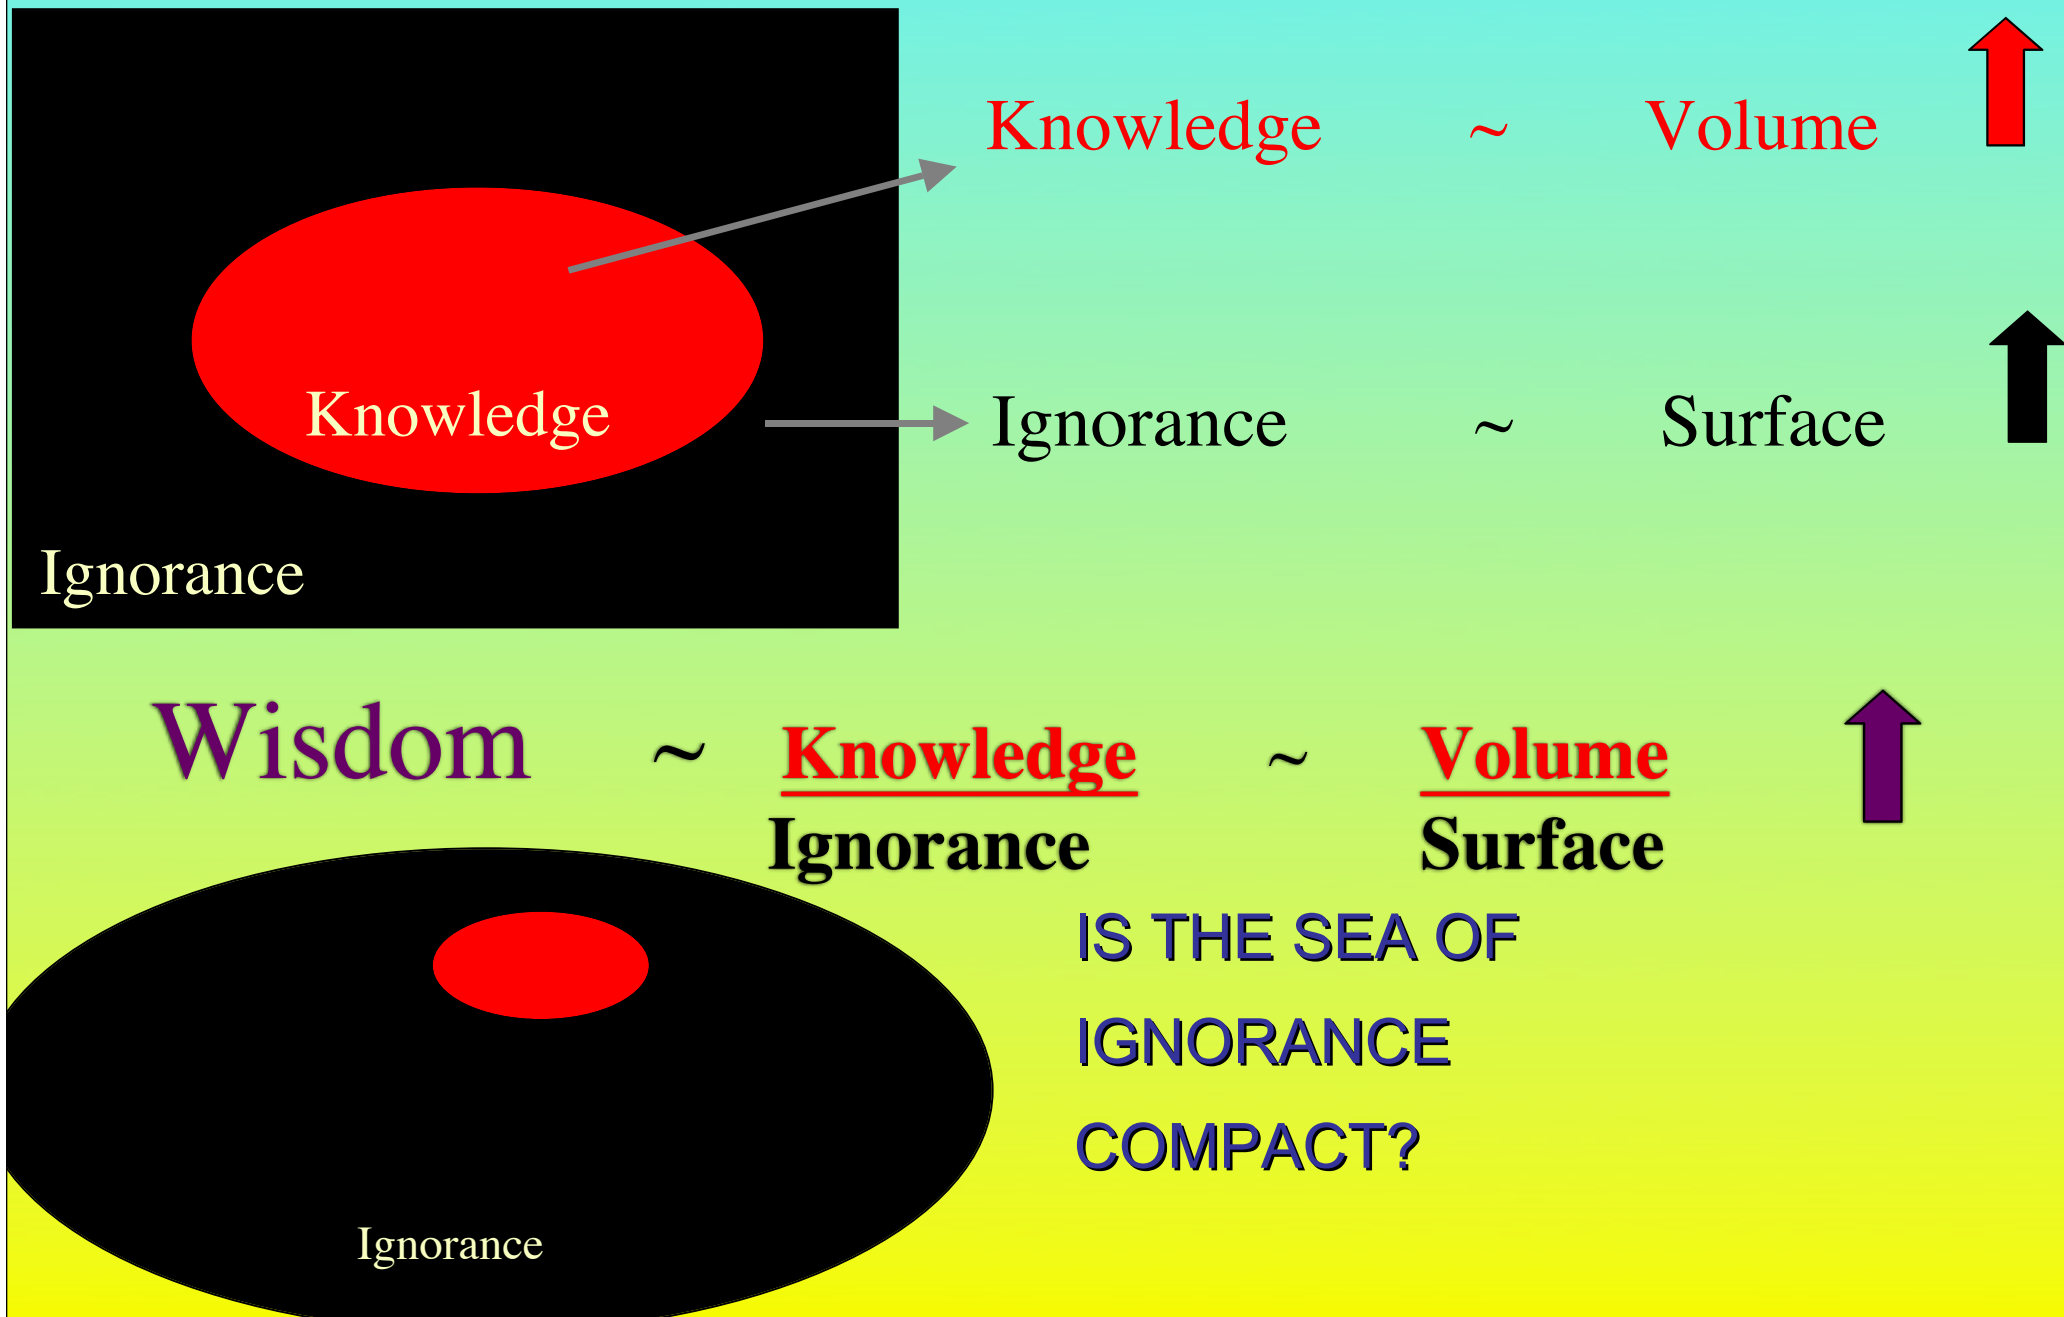 Knowledge ~ Volume
Knowledge
Ignorance ~ Surface
Ignorance
Wisdom ~ Knowledge ~ Volume
Ignorance Surface
IS THE SEA OF
IGNORANCE
COMPACT?
Ignorance